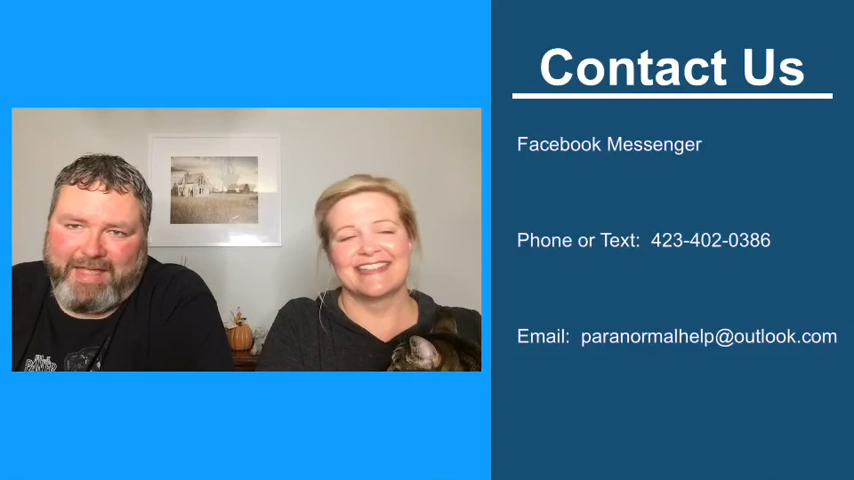 Contact Us
Facebook Messenger
Phone or Text: 423-402-0386
Email: paranormalhelp@outlook.com